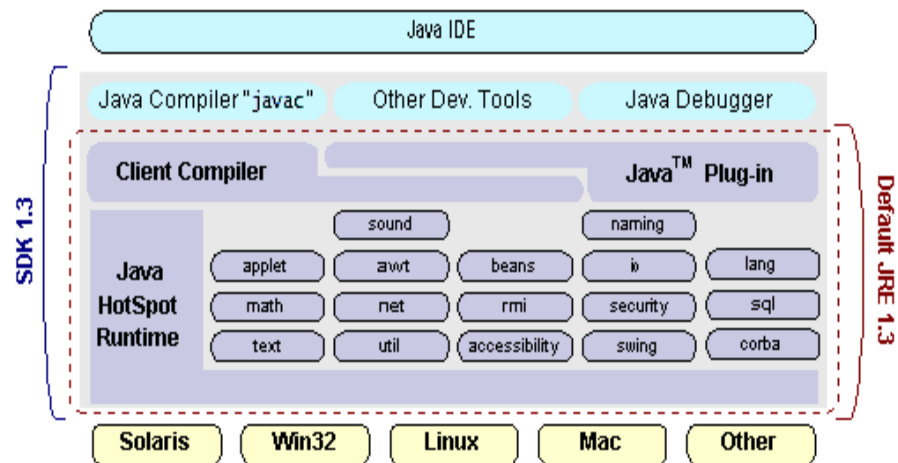 Java IDE
Java Compiler "javac"
Other Dev. Tools
Java Debugger
Client Compiler
Java™ Plug-in
SDK 1.3
Default JRE 1.3
Java
HotSpot
Runtime
sound
naming
applet
awt
beans
io
lang
math
net
rmi
security
sql
text
util
accessibility
swing
corba
Solaris
Win32
Linux
Mac
Other